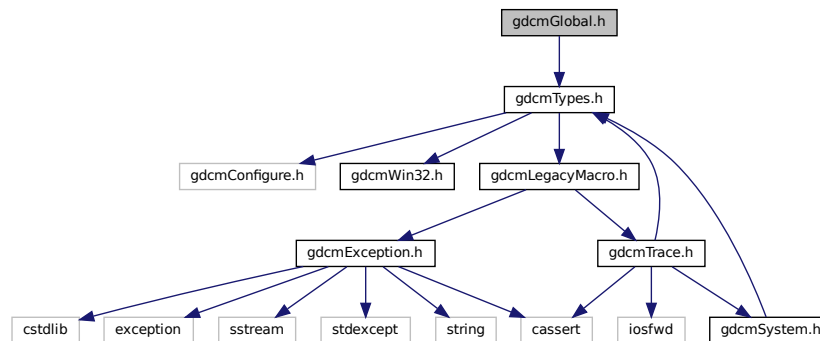 gdcmGlobal.h
gdcmTypes.h
gdcmConfigure.h
gdcmWin32.h
gdcmLegacyMacro.h
gdcmException.h
gdcmTrace.h
cstdlib
exception
sstream
stdexcept
string
cassert
iosfwd
gdcmSystem.h